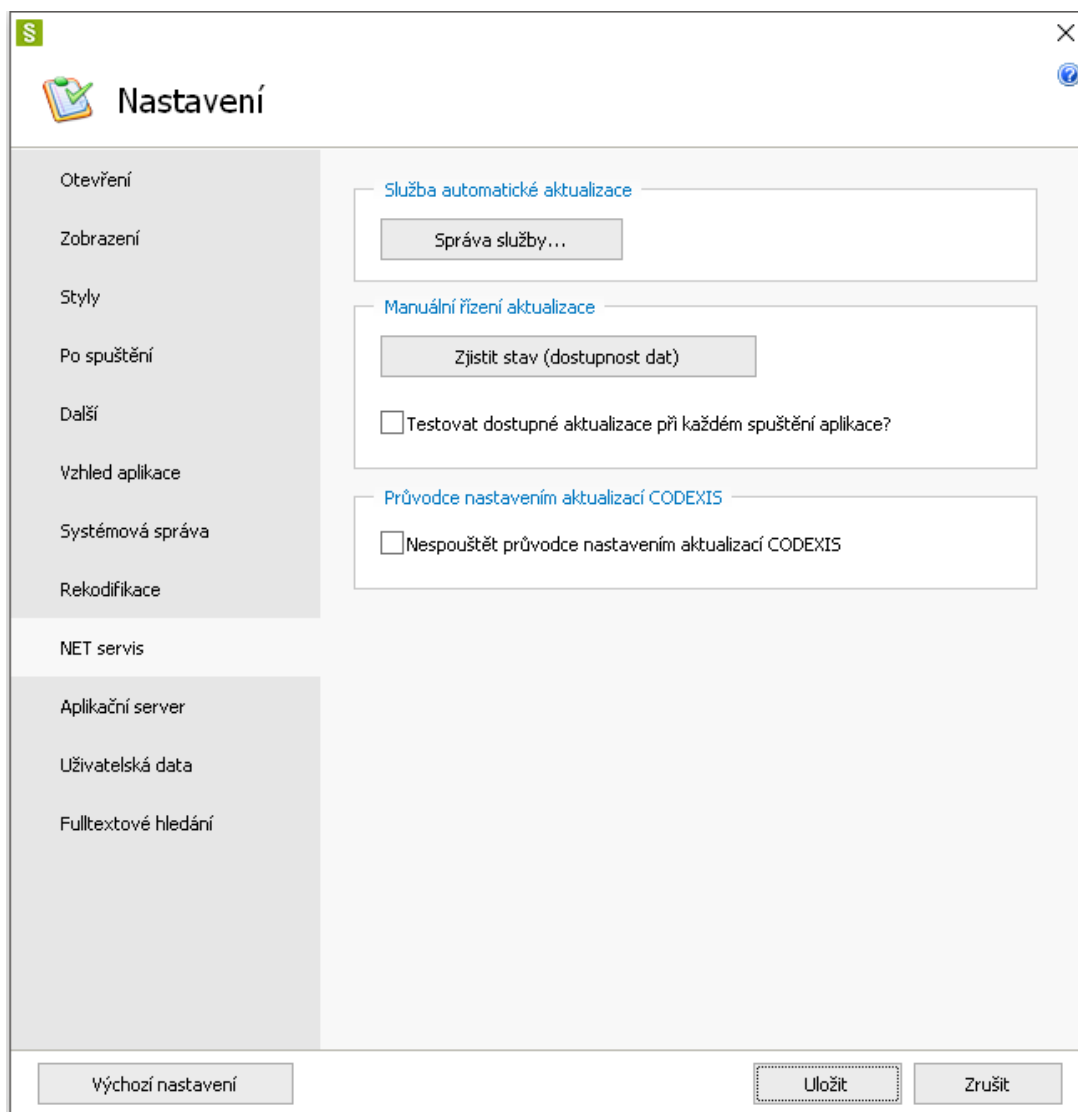 §
Nastavení
Otevření
Zobrazení
Styly
Po spuštění
Další
Vzhled aplikace
Systémová správa
Rekodifikace
NET servis
Aplikační server
Uživatelská data
Fulltextové hledání
Služba automatické aktualizace
Správa služby...
Manuální řízení aktualizace
Zjistit stav (dostupnost dat)
Testovat dostupné aktualizace při každém spuštění aplikace?
Průvodce nastavením aktualizací CODEXIS
Nespouštět průvodce nastavením aktualizací CODEXIS
Výchozí nastavení
Uložit
Zrušit